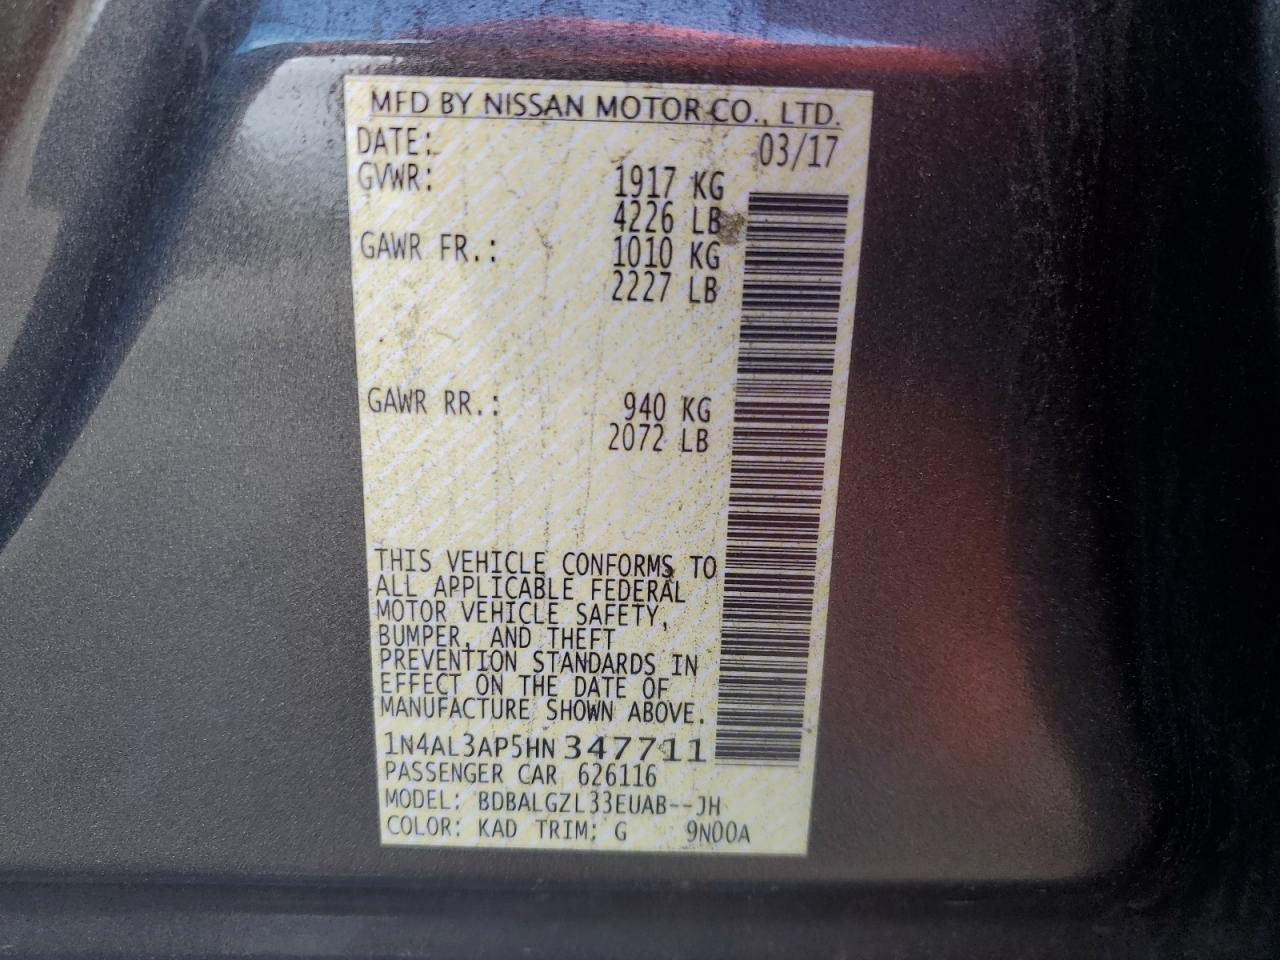 MFD BY NISSAN MOTOR CO., LTD.
DATE: 03/17
GVWR: 1917 KG
4226 LB
GAWR FR.: 1010 KG
2227 LB
GAWR RR.: 940 KG
2072 LB
THIS VEHICLE CONFORMS TO
ALL APPLICABLE FEDERAL
MOTOR VEHICLE SAFETY,
BUMPER, AND THEFT
PREVENTION STANDARDS IN
EFFECT ON THE DATE OF
MANUFACTURE SHOWN ABOVE.
1N4AL3AP5HN347711
PASSENGER CAR 626116
MODEL: BDBALGZL33EUAB--JH
COLOR: KAD TRIM: G 9N00A